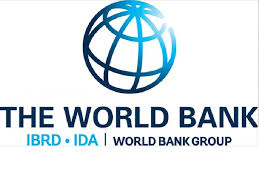 THE WORLD BANK
IBRD • IDA | WORLD BANK GROUP